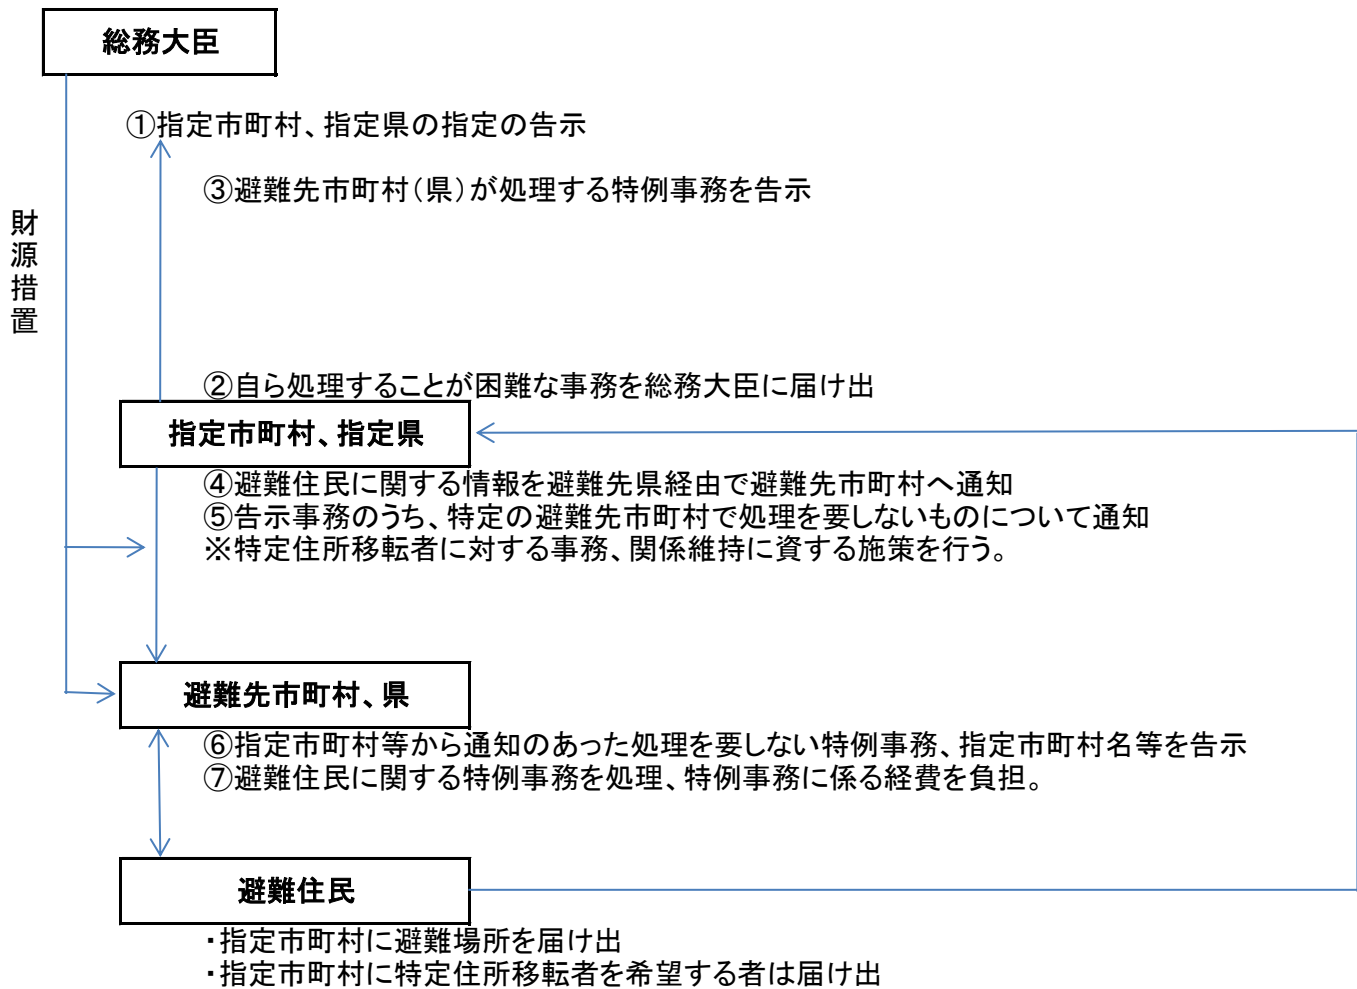 総務大臣
①指定市町村、指定県の指定の告示
③避難先市町村（県）が処理する特例事務を告示
財源措置
②自ら処理することが困難な事務を総務大臣に届け出
指定市町村、指定県
④避難住民に関する情報を避難先県経由で避難先市町村へ通知
⑤告示事務のうち、特定の避難先市町村で処理を要しないものについて通知
※特定住所移転者に対する事務、関係維持に資する施策を行う。
避難先市町村、県
⑥指定市町村等から通知のあった処理を要しない特例事務、指定市町村名等を告示
⑦避難住民に関する特例事務を処理、特例事務に係る経費を負担。
避難住民
・指定市町村に避難場所を届け出
・指定市町村に特定住所移転者を希望する者は届け出